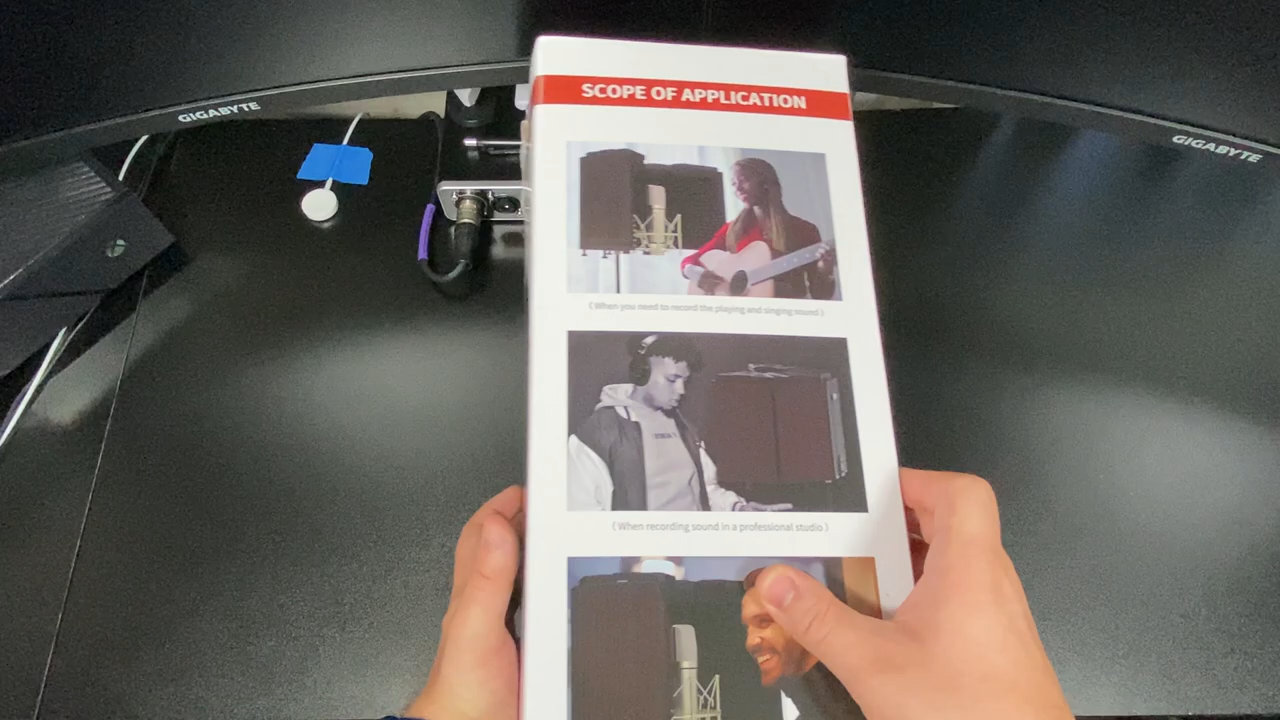 GIGABYTE
GIGABYTE
SCOPE OF APPLICATION
( When you need to record the playing and singing sound )
( When recording sound in a professional studio )